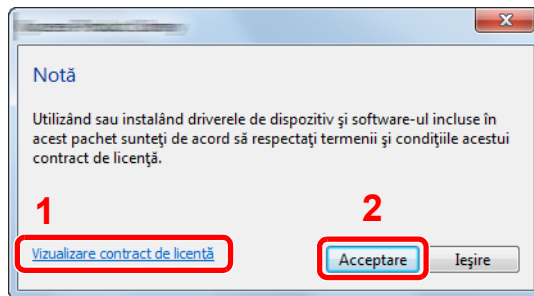 Notă
Utilizând sau instalând driverele de dispozitiv şi software-ul incluse în
acest pachet sunteţi de acord să respectaţi termenii şi condiţiile acestui
contract de licenţă.
1
2
Vizualizare contract de licentă
Acceptare
Ieşire